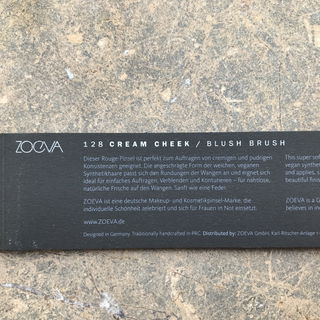 ZOEVA
128 CREAM CHEEK / BLUSH BRUSH
Dieser Rouge-Pinsel ist perfekt zum Auftragen von cremigen und pudrigen
Konsistenzen geeignet. Die angeschrägte Form der weichen, veganen
Synthetikhaare passt sich den Rundungen der Wangen an und eignet sich
ideal für einfaches Auftragen, Verblenden und Konturieren – für nahtlose,
natürliche Frische auf den Wangen. Sanft wie eine Feder.
ZOEVA ist eine deutsche Makeup- und Kosmetikpinsel-Marke, die
individuelle Schönheit zelebriert und sich für Frauen in Not einsetzt.
www.ZOEVA.de
Designed in Germany. Traditionally handcrafted in PRC. Distributed by: ZOEVA GmbH, Karl-Ritscher-Anlage
This super sof
vegan synthe
and applies, s
beautiful finis
ZOEVA is a G
believes in in